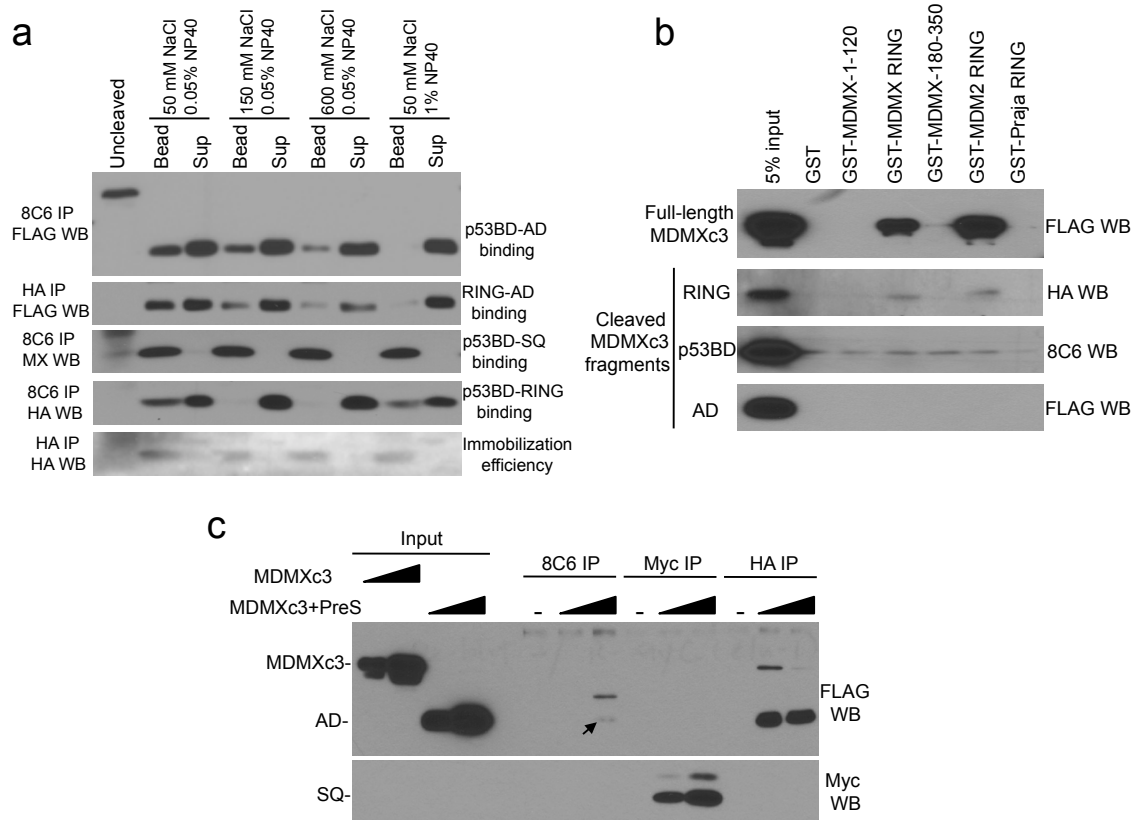 a
Uncleaved
50 mM NaCl
0.05% NP40
150 mM NaCl
0.05% NP40
600 mM NaCl
0.05% NP40
50 mM NaCl
1% NP40
Bead
Sup
Bead
Sup
Bead
Sup
Bead
Sup
8C6 IP
FLAG WB
p53BD-AD
binding
HA IP
FLAG WB
RING-AD
binding
8C6 IP
MX WB
p53BD-SQ
binding
8C6 IP
HA WB
p53BD-RING
binding
HA IP
HA WB
Immobilization
efficiency
b
5% input
GST
GST-MDMX-1-120
GST-MDMX RING
GST-MDMX-180-350
GST-MDM2 RING
GST-Praja RING
Full-length
MDMXc3
FLAG WB
Cleaved
MDMXc3
fragments
RING
HA WB
p53BD
8C6 WB
AD
FLAG WB
c
Input
MDMXc3
8C6 IP
Myc IP
HA IP
MDMXc3+PreS
-
-
-
MDMXc3-
AD-
FLAG
WB
SQ-
Myc
WB